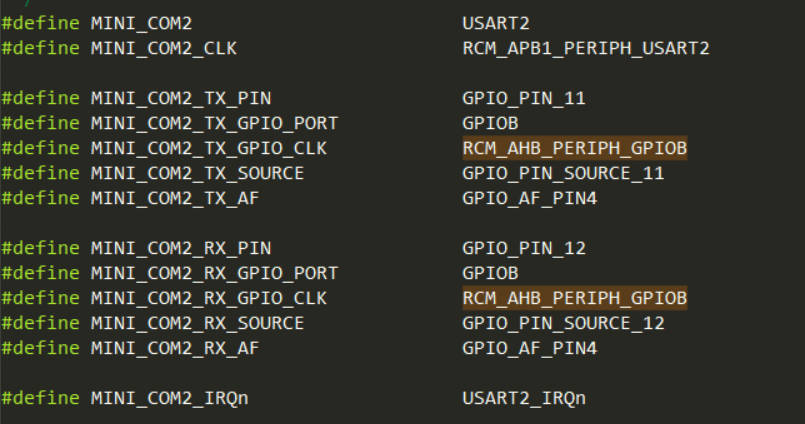 #define MINI_COM2 USART2
#define MINI_COM2_CLK RCM_APB1_PERIPH_USART2
#define MINI_COM2_TX_PIN GPIO_PIN_11
#define MINI_COM2_TX_GPIO_PORT GPIOB
#define MINI_COM2_TX_GPIO_CLK RCM_AHB_PERIPH_GPIOB
#define MINI_COM2_TX_SOURCE GPIO_PIN_SOURCE_11
#define MINI_COM2_TX_AF GPIO_AF_PIN4
#define MINI_COM2_RX_PIN GPIO_PIN_12
#define MINI_COM2_RX_GPIO_PORT GPIOB
#define MINI_COM2_RX_GPIO_CLK RCM_AHB_PERIPH_GPIOB
#define MINI_COM2_RX_SOURCE GPIO_PIN_SOURCE_12
#define MINI_COM2_RX_AF GPIO_AF_PIN4
#define MINI_COM2_IRQn USART2_IRQn